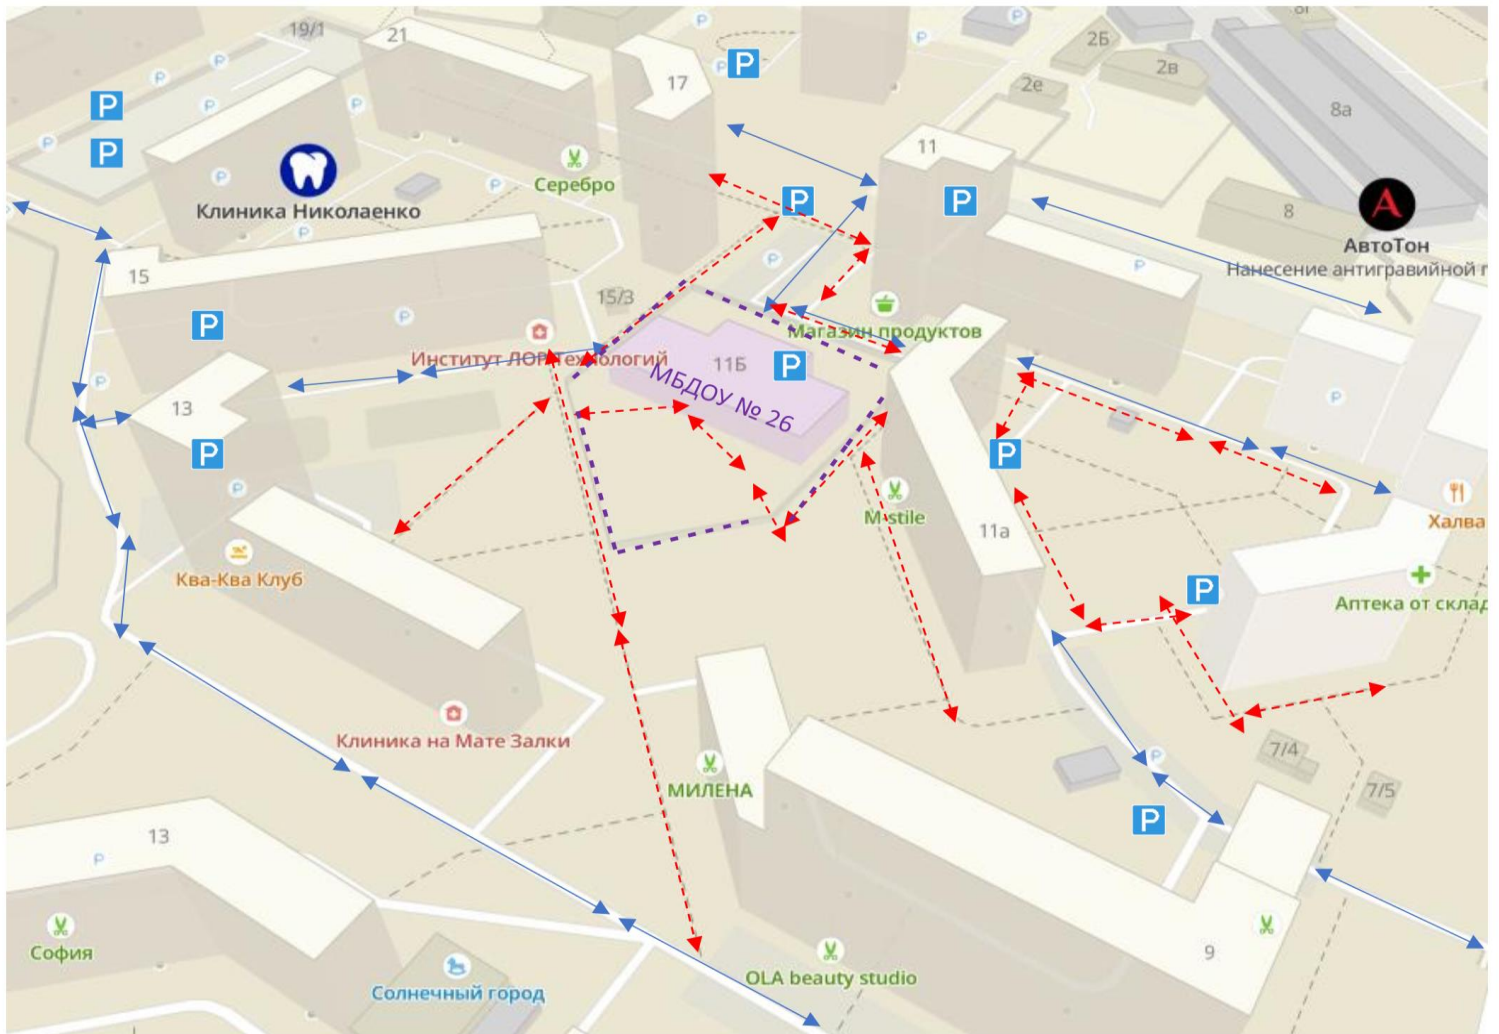 19/1
21
17
P
2Б
2в
2е
8а
Серебро
11
Клиника Николаенко
8
А
АвтоТон
Нанесение антигравийной п
15
15/3
Магазин продуктов
Институт ЛОР Технологий
11Б
МБДОУ № 26
13
M-stile
11а
Халва
Ква-Ква Клуб
Аптека от склад
Клиника на Мате Залки
7/4
МИЛЕНА
7/5
13
София
Солнечный город
OLA beauty studio
9